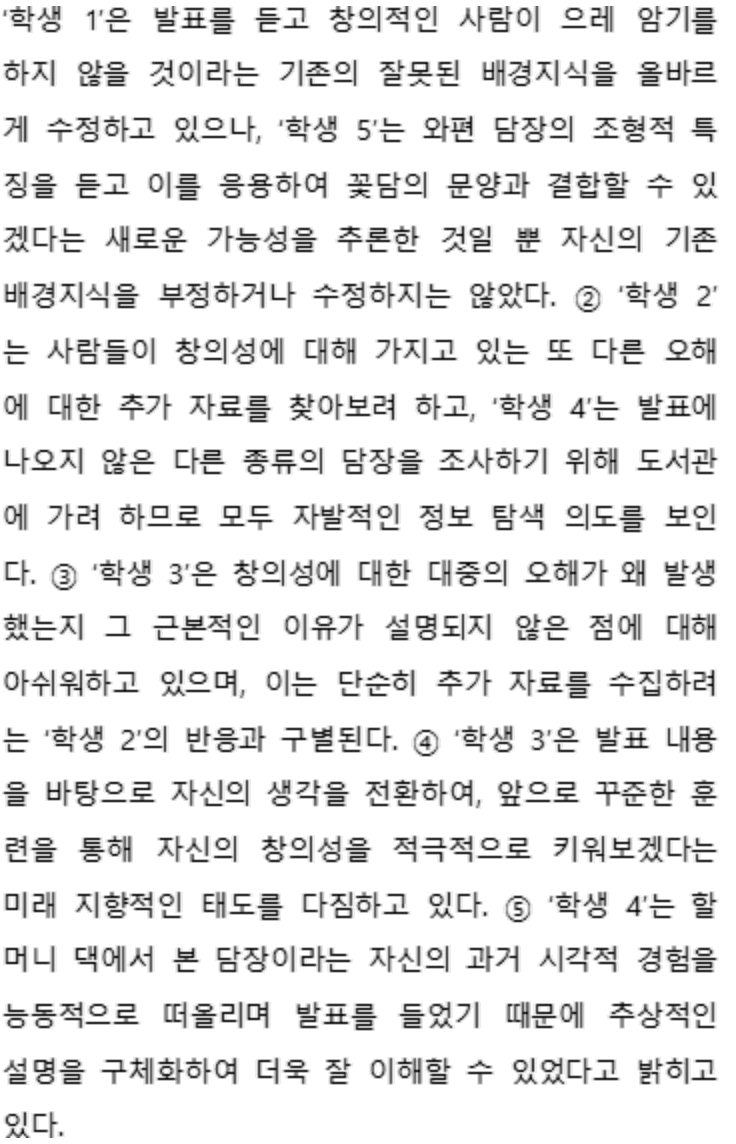 ‘학생 1’은 발표를 듣고 창의적인 사람이 으레 암기를
하지 않을 것이라는 기존의 잘못된 배경지식을 올바르
게 수정하고 있으나, ‘학생 5’는 와편 담장의 조형적 특
징을 듣고 이를 응용하여 꽃담의 문양과 결합할 수 있
겠다는 새로운 가능성을 추론한 것일 뿐 자신의 기존
배경지식을 부정하거나 수정하지는 않았다. ② ‘학생 2’
는 사람들이 창의성에 대해 가지고 있는 또 다른 오해
에 대한 추가 자료를 찾아보려 하고, ‘학생 4’는 발표에
나오지 않은 다른 종류의 담장을 조사하기 위해 도서관
에 가려 하므로 모두 자발적인 정보 탐색 의도를 보인
다. ③ ‘학생 3’은 창의성에 대한 대중의 오해가 왜 발생
했는지 그 근본적인 이유가 설명되지 않은 점에 대해
아쉬워하고 있으며, 이는 단순히 추가 자료를 수집하려
는 ‘학생 2’의 반응과 구별된다. ④ ‘학생 3’은 발표 내용
을 바탕으로 자신의 생각을 전환하여, 앞으로 꾸준한 훈
련을 통해 자신의 창의성을 적극적으로 키워보겠다는
미래 지향적인 태도를 다짐하고 있다. ⑤ ‘학생 4’는 할
머니 댁에서 본 담장이라는 자신의 과거 시각적 경험을
능동적으로 떠올리며 발표를 들었기 때문에 추상적인
설명을 구체화하여 더욱 잘 이해할 수 있었다고 밝히고
있다.